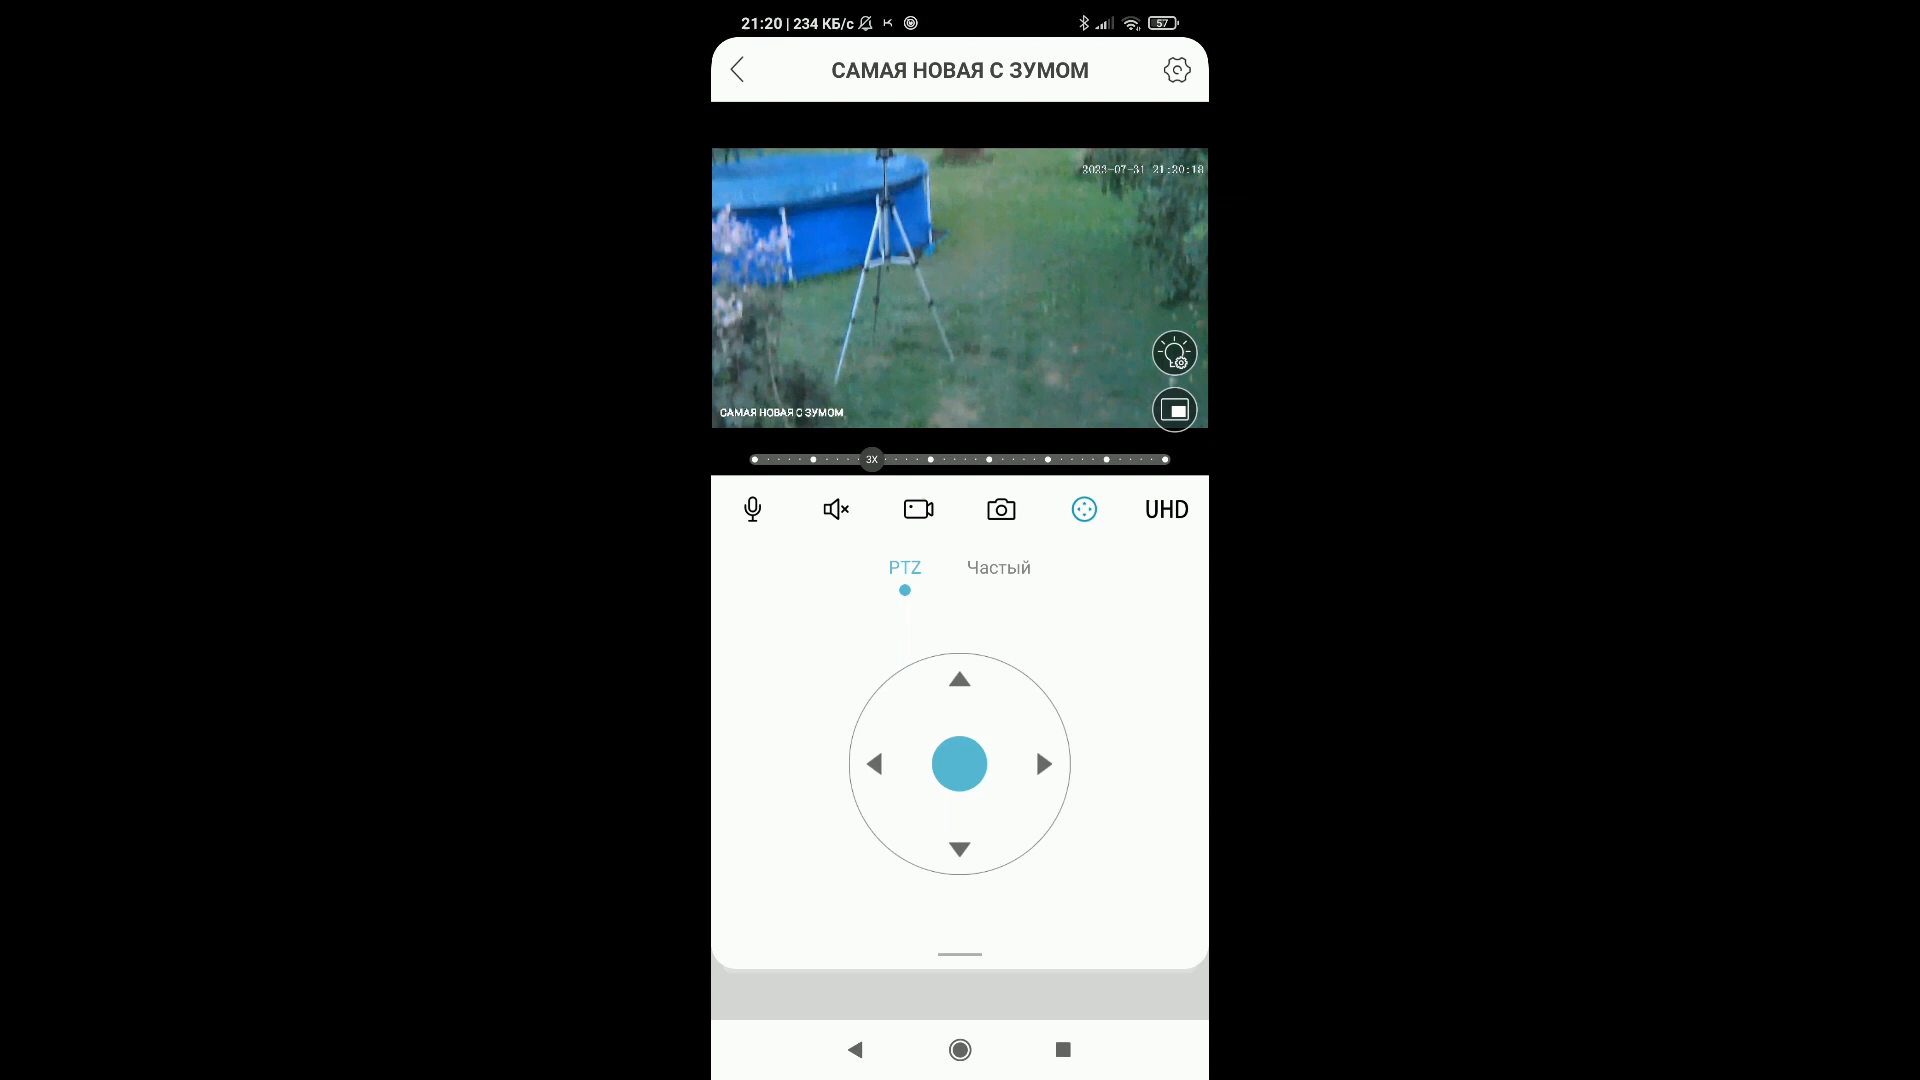 21:20 | 234 КБ/с
57
САМАЯ НОВАЯ С ЗУМОМ
2023-07-31 21:20:18
САМАЯ НОВАЯ С ЗУМОМ
3X
UHD
PTZ
Частый